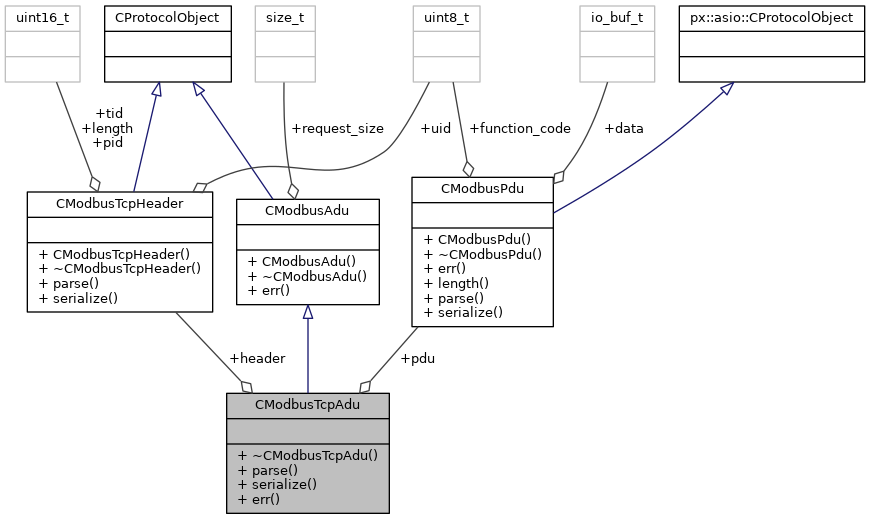 uint16_t
CProtocolObject
size_t
uint8_t
io_buf_t
px::asio::CProtocolObject
+tid
+length
+pid
+request_size
+uid
+function_code
+data
CModbusTcpHeader
+ CModbusTcpHeader()
+ ~CModbusTcpHeader()
+ parse()
+ serialize()
CModbusAdu
+ CModbusAdu()
+ ~CModbusAdu()
+ err()
CModbusPdu
+ CModbusPdu()
+ ~CModbusPdu()
+ err()
+ length()
+ parse()
+ serialize()
+header
+pdu
CModbusTcpAdu
+ ~CModbusTcpAdu()
+ parse()
+ serialize()
+ err()